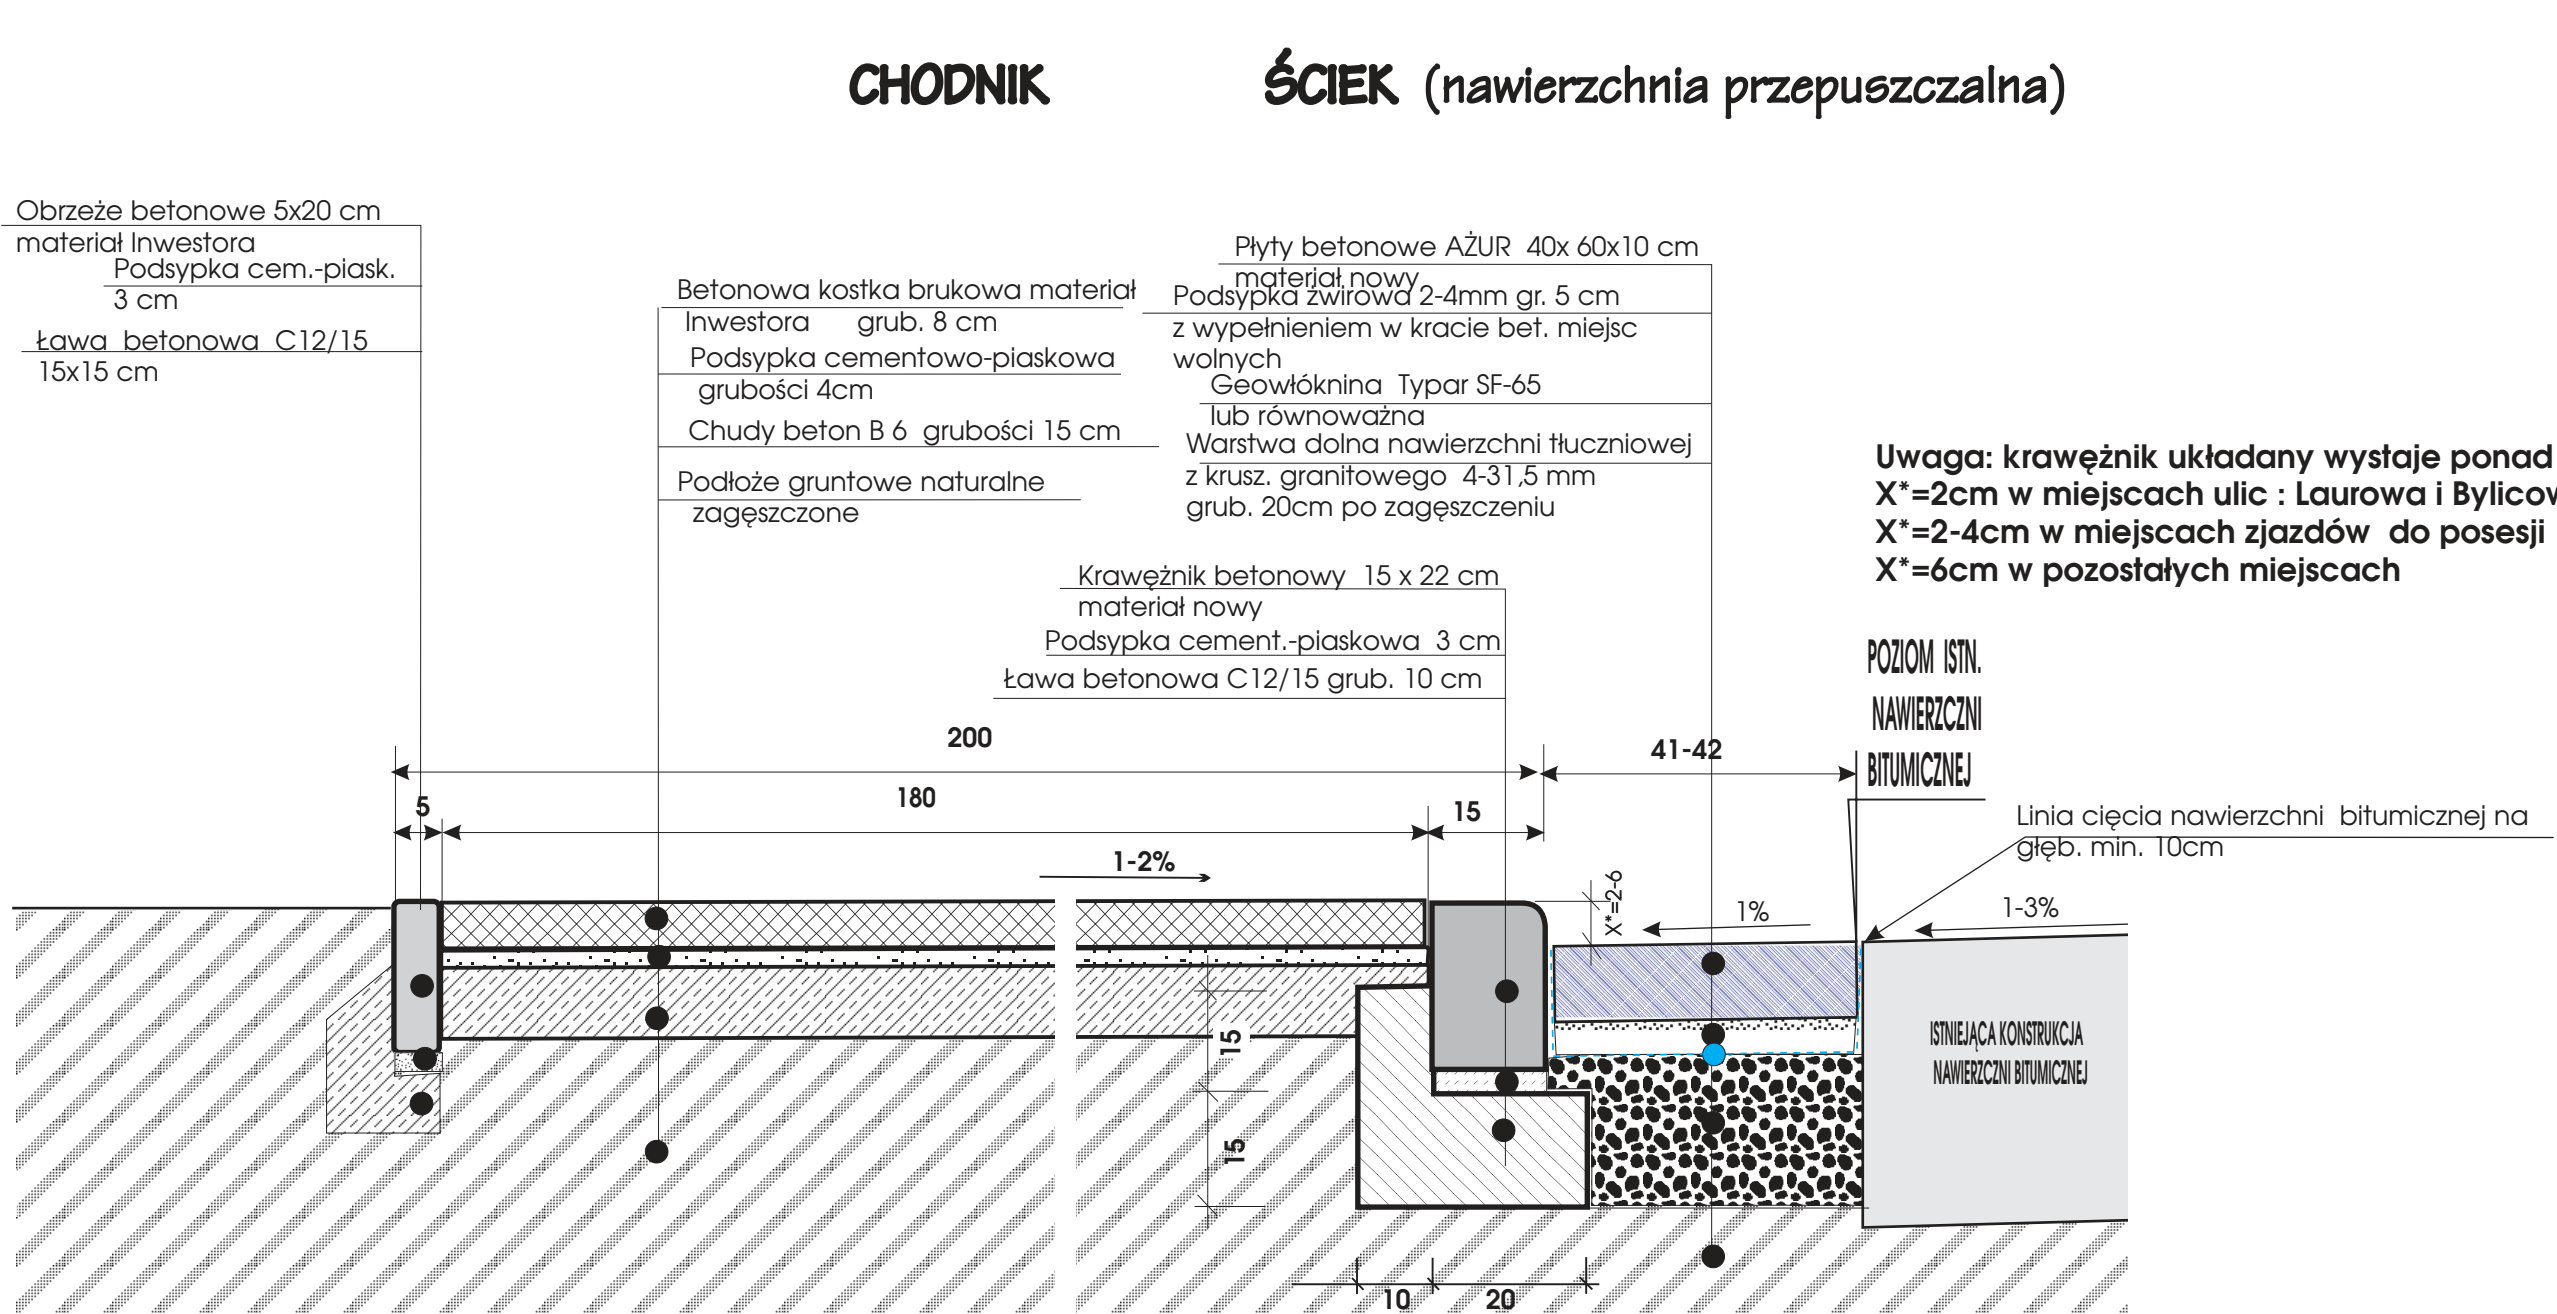 CHODNIK
ŚCIEK (nawierzchnia przepuszczalna)
Obrzeże betonowe 5x20 cm
materiał Inwestora
Podsypka cem.-piask.
3 cm
Ława betonowa C12/15
15x15 cm
Betonowa kostka brukowa materiał
Inwestora grub. 8 cm
Podsypka cementowo-piaskowa
grubości 4cm
Chudy beton B 6 grubości 15 cm
Podłoże gruntowe naturalne
zagęszczone
Płyty betonowe AŻUR 40x 60x10 cm
materiał nowy
Podsypka żwirowa 2-4mm gr. 5 cm
z wypełnieniem w kracie bet. miejsc
wolnych
Geowłóknina Typar SF-65
lub równoważna
Warstwa dolna nawierzchni tłuczniowej
z krusz. granitowego 4-31,5 mm
grub. 20cm po zagęszczeniu
Krawężnik betonowy 15 x 22 cm
materiał nowy
Podsypka cement.-piaskowa 3 cm
Ława betonowa C12/15 grub. 10 cm
Uwaga: krawężnik układany wystaje ponad
X*=2cm w miejscach ulic : Laurowa i Bylicow
X*=2-4cm w miejscach zjazdów do posesji
X*=6cm w pozostałych miejscach
POZIOM ISTN.
NAWIERZCZNI
BITUMICZNEJ
Linia cięcia nawierzchni bitumicznej na
głęb. min. 10cm
200
41-42
5
180
15
1-2%
X*=2-6
1%
1-3%
ISTNIEJĄCA KONSTRUKCJA
NAWIERZCZNI BITUMICZNEJ
15
15
10
20